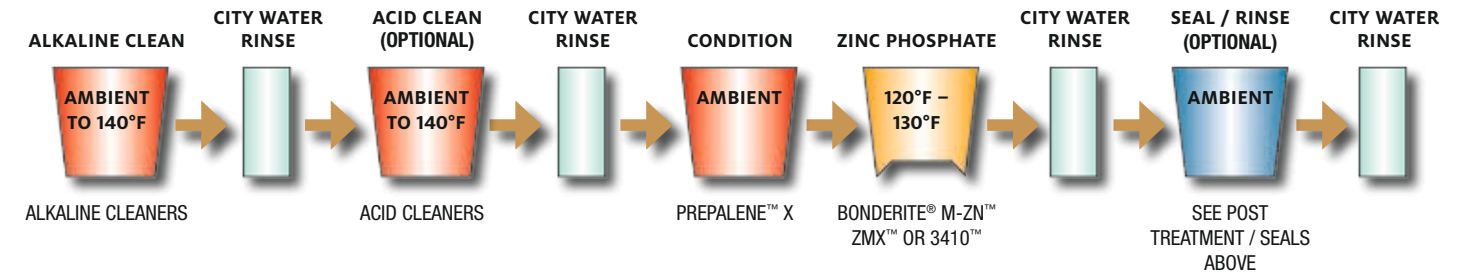 ALKALINE CLEAN
AMBIENT
TO 140°F
ALKALINE CLEANERS
CITY WATER
RINSE
ACID CLEAN
(OPTIONAL)
AMBIENT
TO 140°F
ACID CLEANERS
CITY WATER
RINSE
CONDITION
AMBIENT
PREPALENE™ X
ZINC PHOSPHATE
120°F –
130°F
BONDERITE® M-ZN™
ZMX™ OR 3410™
CITY WATER
RINSE
SEAL / RINSE
(OPTIONAL)
AMBIENT
SEE POST
TREATMENT / SEALS
ABOVE
CITY WATER
RINSE